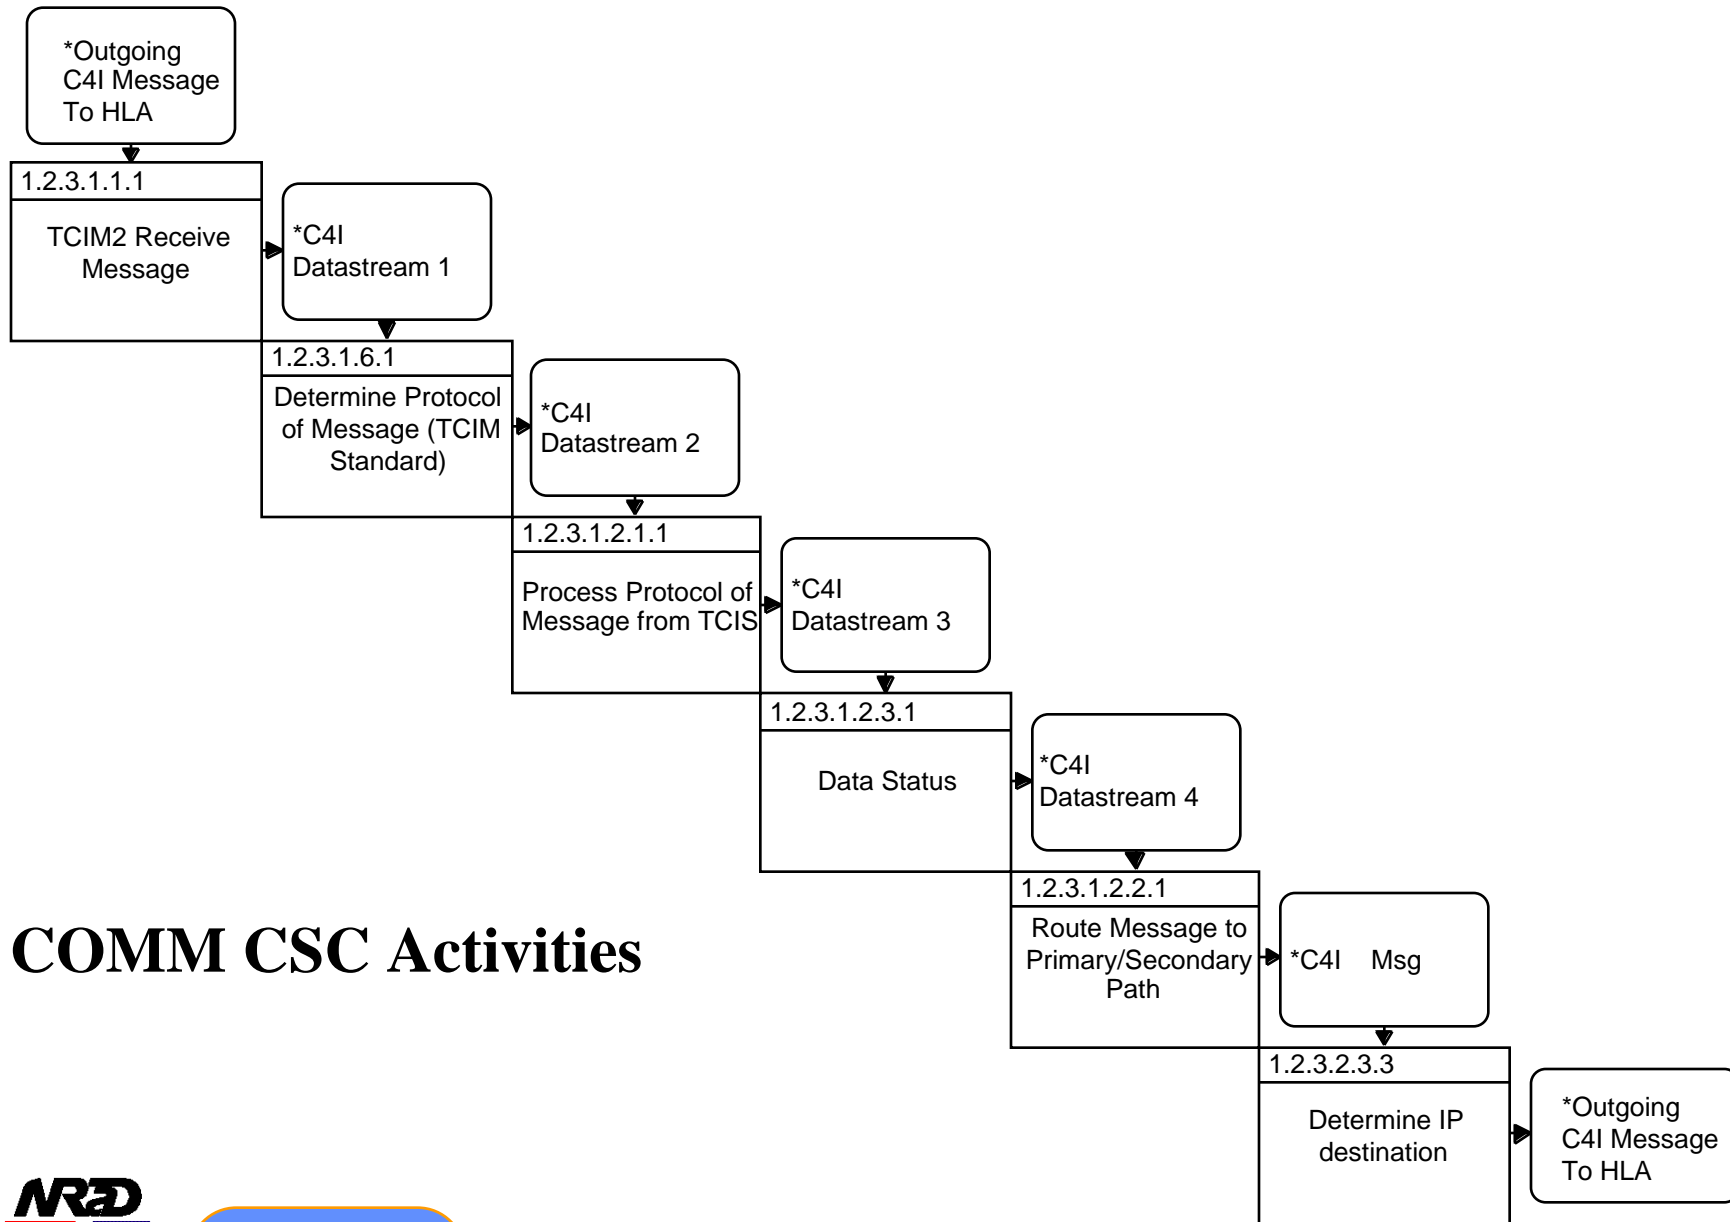 *Outgoing
C4I Message
To HLA
1.2.3.1.1.1
TCIM2 Receive
Message
*C4I
Datastream 1
1.2.3.1.6.1
Determine Protocol
of Message (TCIM
Standard)
*C4I
Datastream 2
1.2.3.1.2.1.1
Process Protocol of
Message from TCIS
*C4I
Datastream 3
1.2.3.1.2.3.1
Data Status
*C4I
Datastream 4
1.2.3.1.2.2.1
Route Message to
Primary/Secondary
Path
*C4I Msg
1.2.3.2.3.3
Determine IP
destination
*Outgoing
C4I Message
To HLA
COMM CSC Activities
NRaD